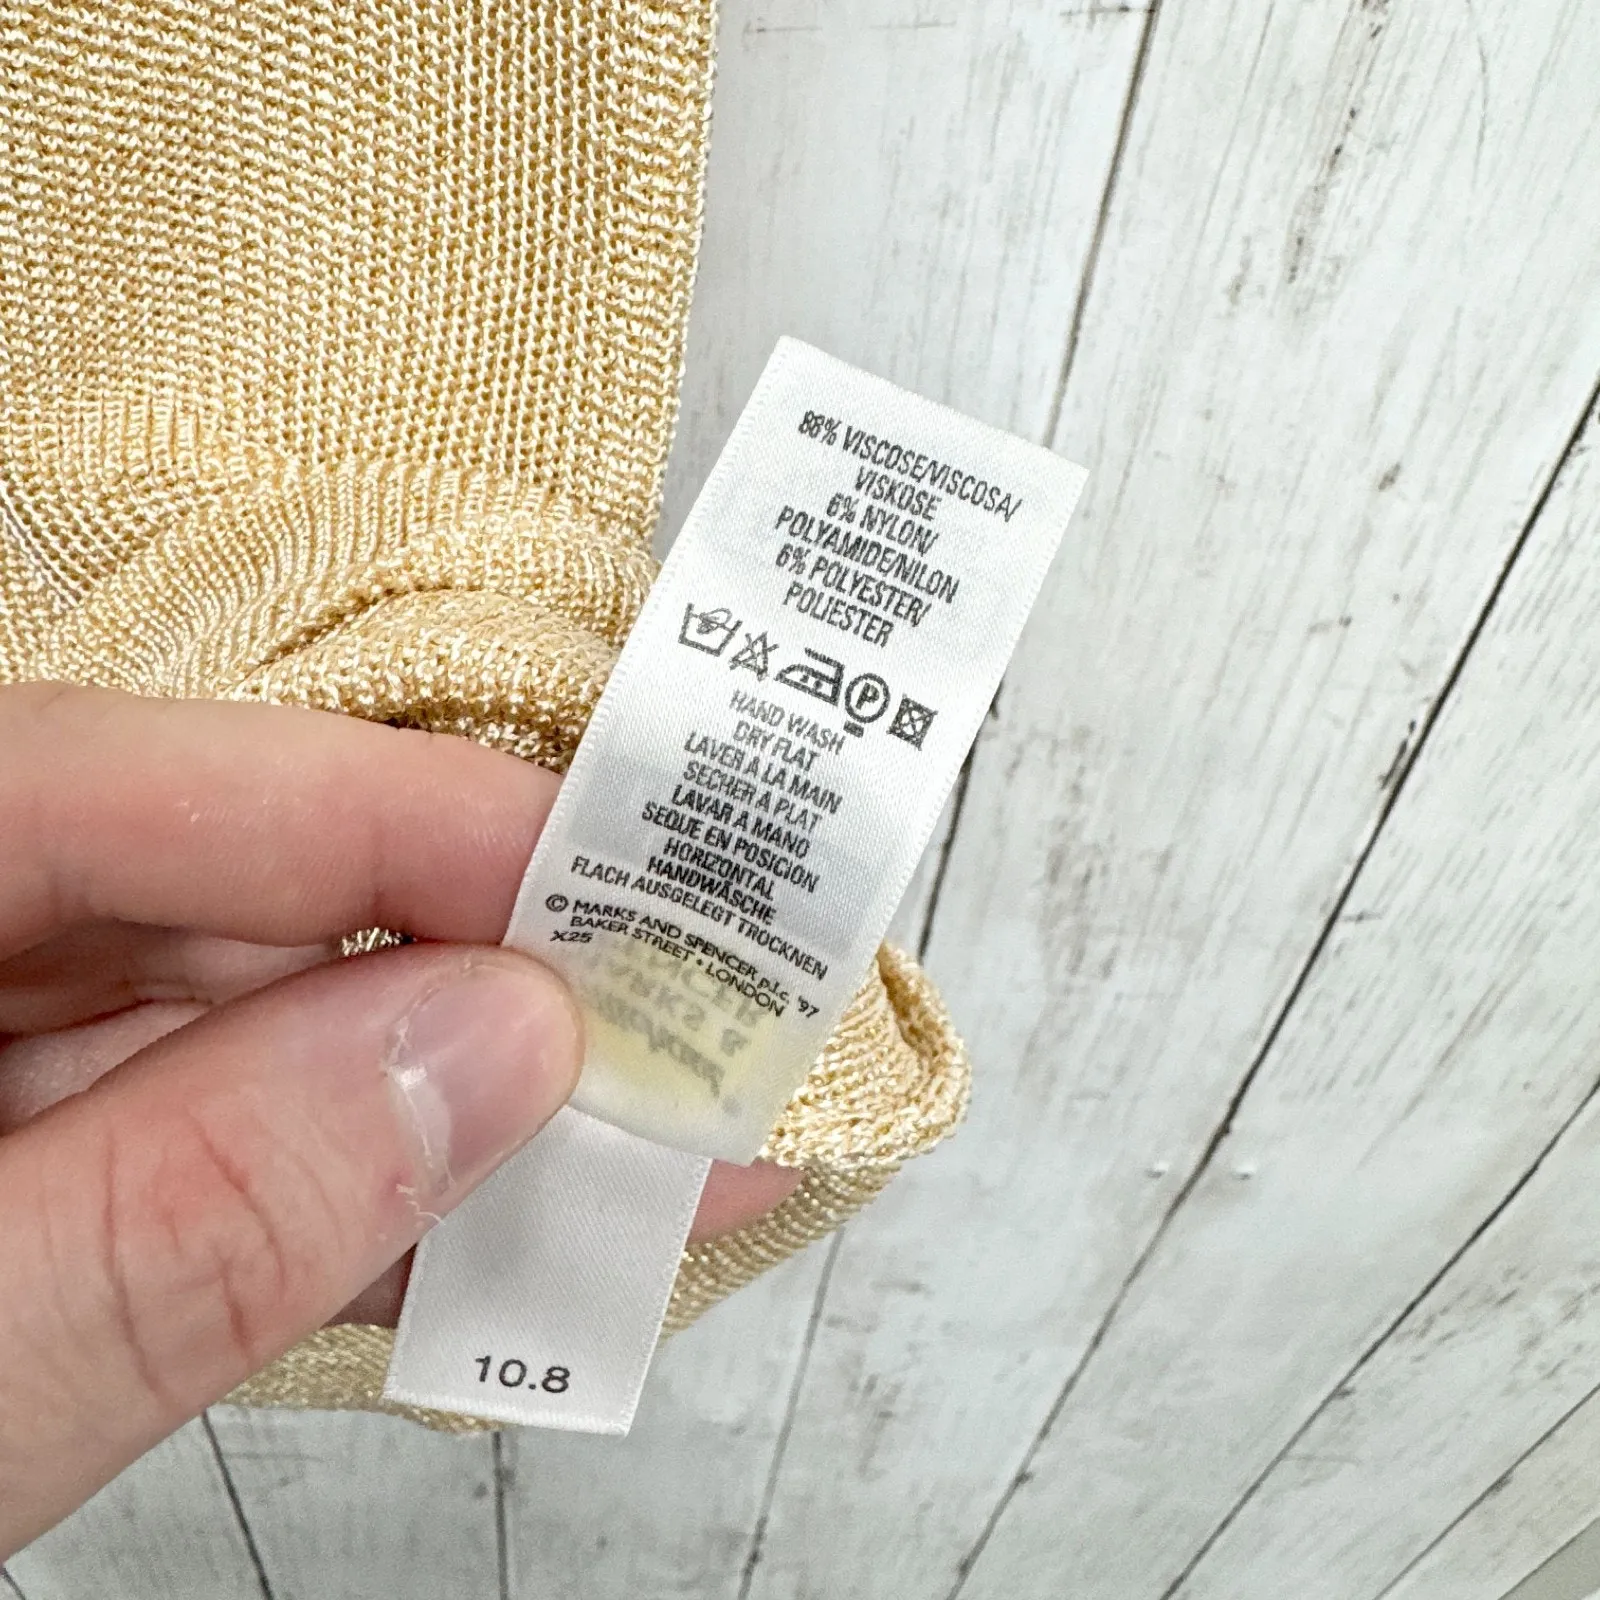 88% VISCOSE/VISCOSA/
VISKOSE
6% NYLON/
POLYAMIDE/NILON
6% POLYESTER/
POLIESTER
P
HAND WASH
DRY FLAT
LAVER A LA MAIN
SECHER A PLAT
LAVAR A MANO
SEQUE EN POSICION
HORIZONTAL
HANDWÄSCHE
FLACH AUSGELEGT TROCKNEN
© MARKS AND SPENCER p.l.c. '97
BAKER STREET • LONDON
X25
10.8